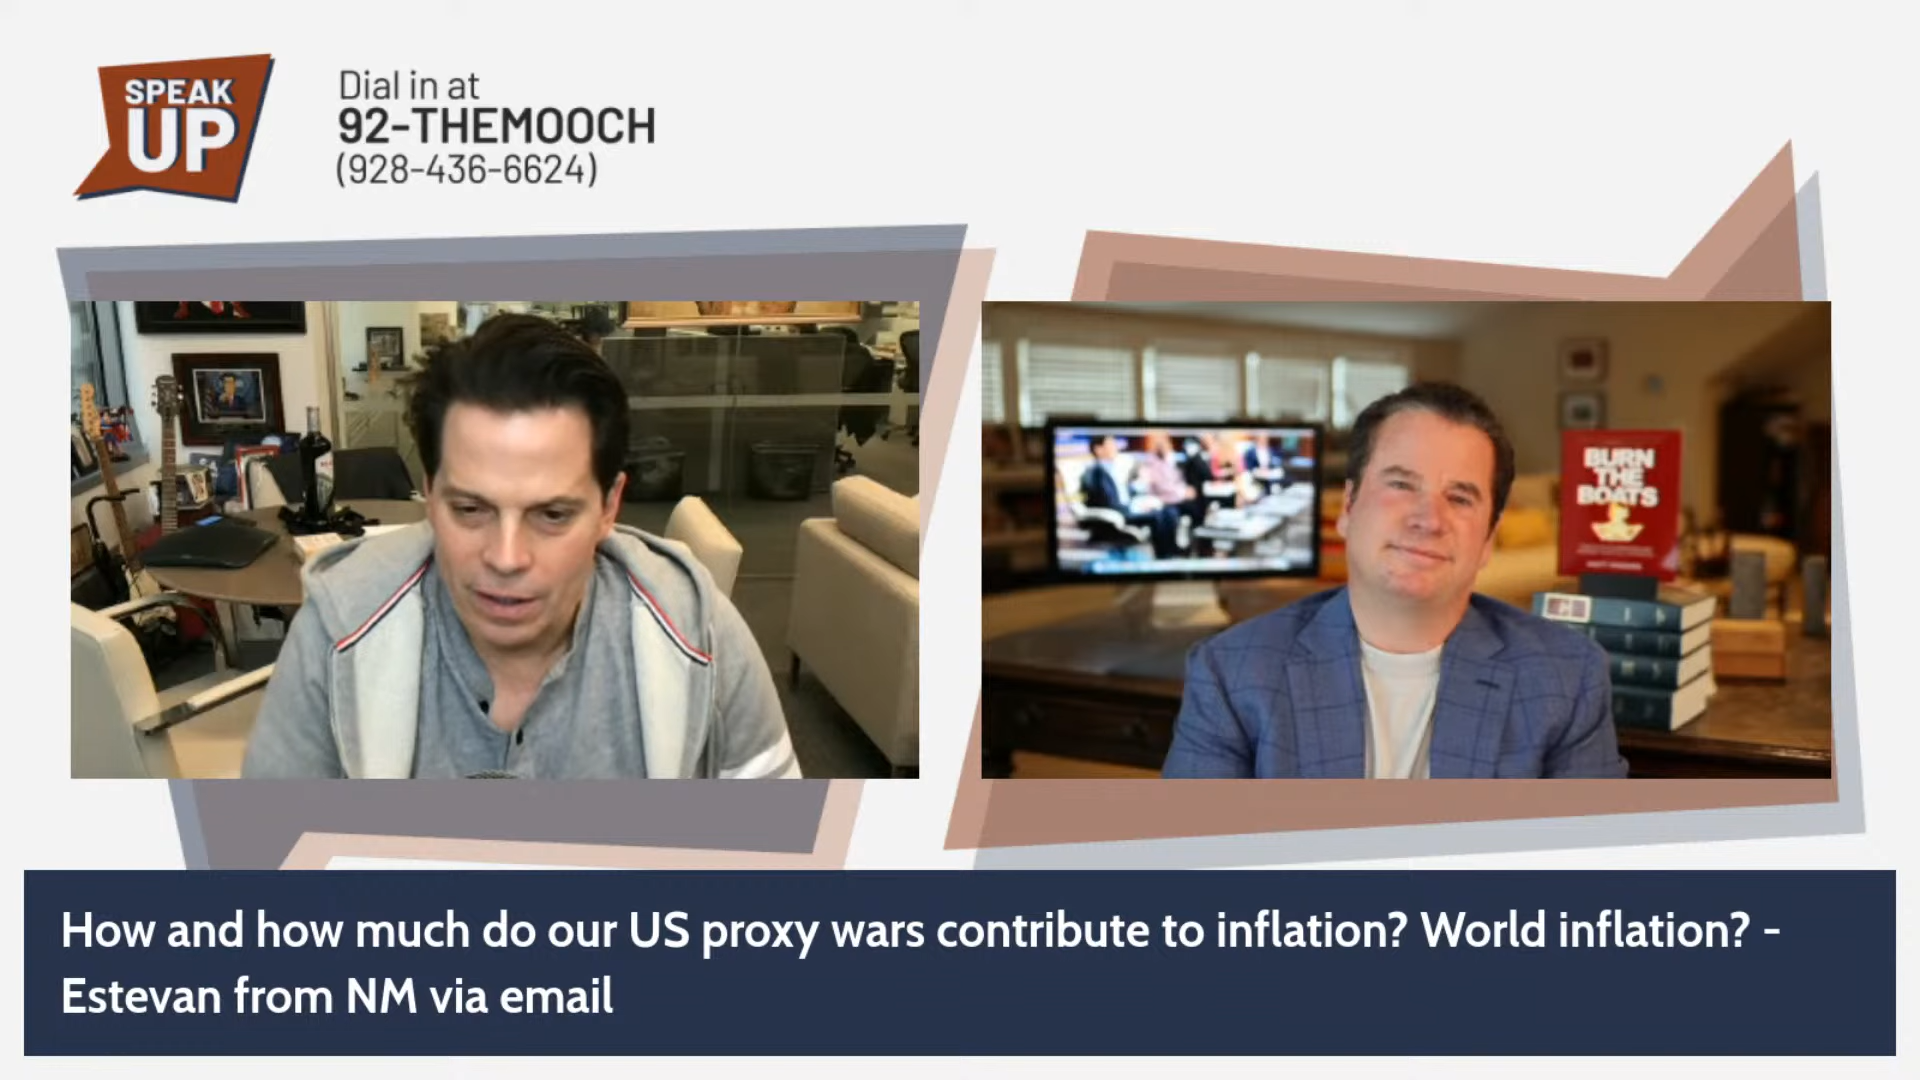 SPEAK
UP
Dial in at
92-THEMOOCH
(928-436-6624)
BURN
THE
BOATS
How and how much do our US proxy wars contribute to inflation? World inflation? -
Estevan from NM via email